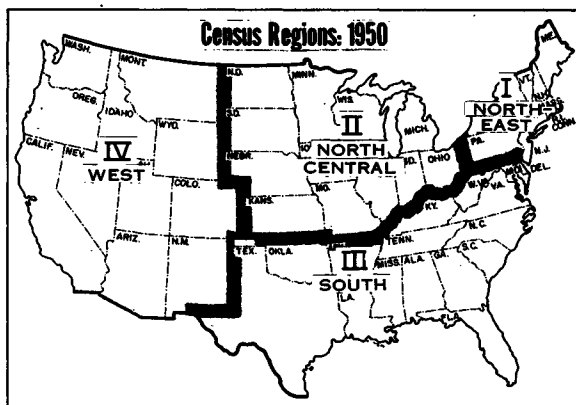 Census Regions: 1950
WASH.
MONT.
N.D.
MINN.
ME.
OREG.
IDAHO
WYO.
S.D.
WIS.
MICH.
VT.
N.H.
I
NORTH-
EAST
MASS.
CONN.
II
NORTH
CENTRAL
IV
WEST
CALIF.
NEV.
COLO.
NEBR.
KANS.
MO.
IND.
OHIO
PA.
N.J.
DEL.
MD.
W.VA.
VA.
KY.
ARIZ.
N.M.
TEX.
OKLA.
TENN.
N.C.
S.C.
III
SOUTH
MISS.
ALA.
GA.
LA.
FLA.